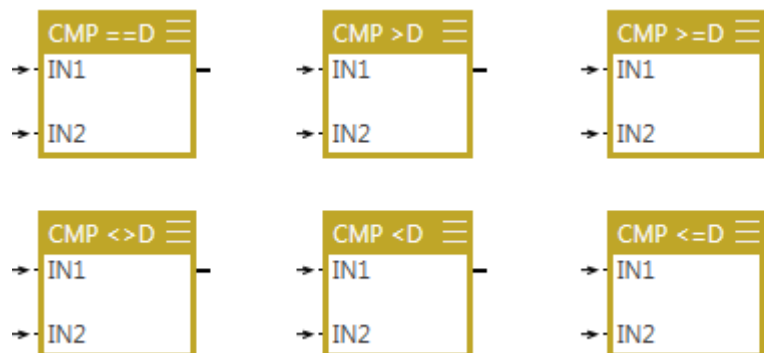 CMP ==D CMP >D CMP >=D
IN1 IN1 IN1
IN2 IN2 IN2
CMP <>D CMP <D CMP <=D
IN1 IN1 IN1
IN2 IN2 IN2